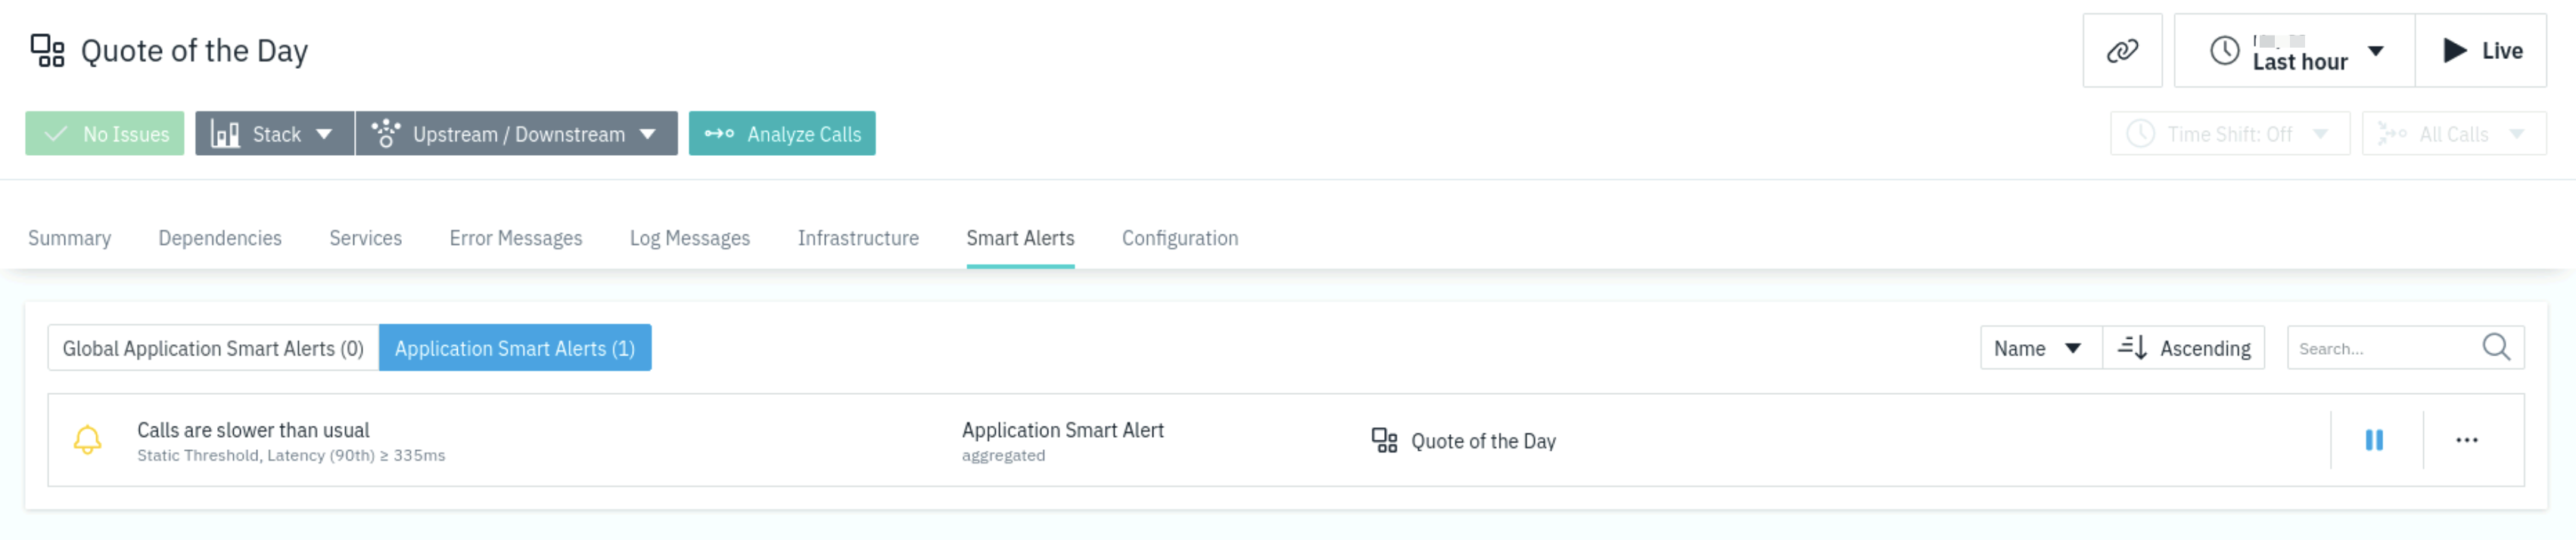 Quote of the Day
Last hour
Live
No Issues
Stack
Upstream / Downstream
Analyze Calls
Time Shift: Off
All Calls
Summary
Dependencies
Services
Error Messages
Log Messages
Infrastructure
Smart Alerts
Configuration
Global Application Smart Alerts (0)
Application Smart Alerts (1)
Name
Ascending
Search...
Calls are slower than usual
Static Threshold, Latency (90th) ≥ 335ms
Application Smart Alert
aggregated
Quote of the Day